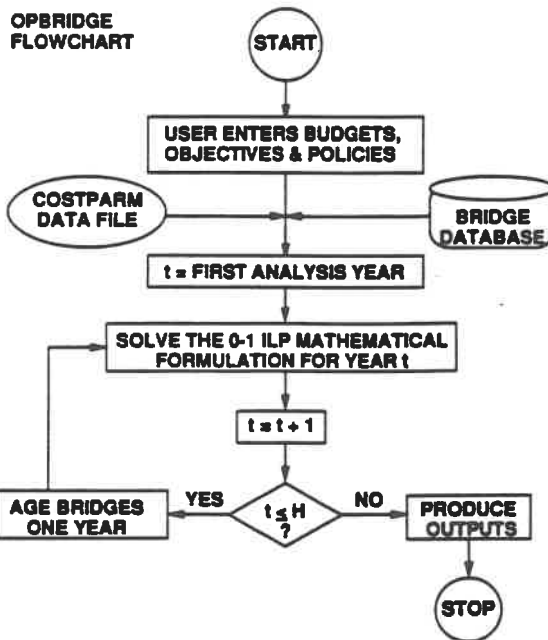 OPBRIDGE
FLOWCHART
START
USER ENTERS BUDGETS,
OBJECTIVES & POLICIES
COSTPARM
DATA FILE
BRIDGE
DATABASE
t = FIRST ANALYSIS YEAR
SOLVE THE 0-1 ILP MATHEMATICAL
FORMULATION FOR YEAR t
t = t + 1
AGE BRIDGES
ONE YEAR
YES
t ≤ H
?
NO
PRODUCE
OUTPUTS
STOP